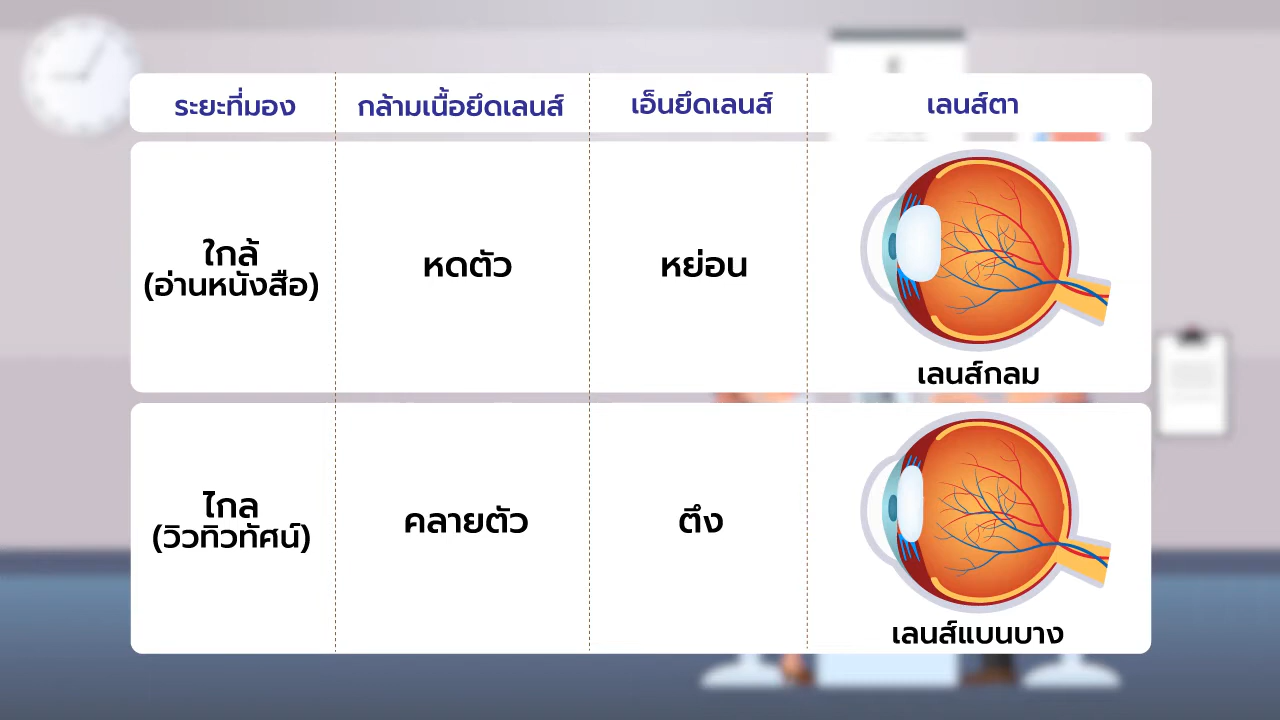 ระยะที่มอง กล้ามเนื้อยึดเลนส์ เอ็นยึดเลนส์ เลนส์ตา
ใกล้
(อ่านหนังสือ)
หดตัว
หย่อน
เลนส์กลม
ไกล
(วิวทิวทัศน์)
คลายตัว
ตึง
เลนส์แบนบาง